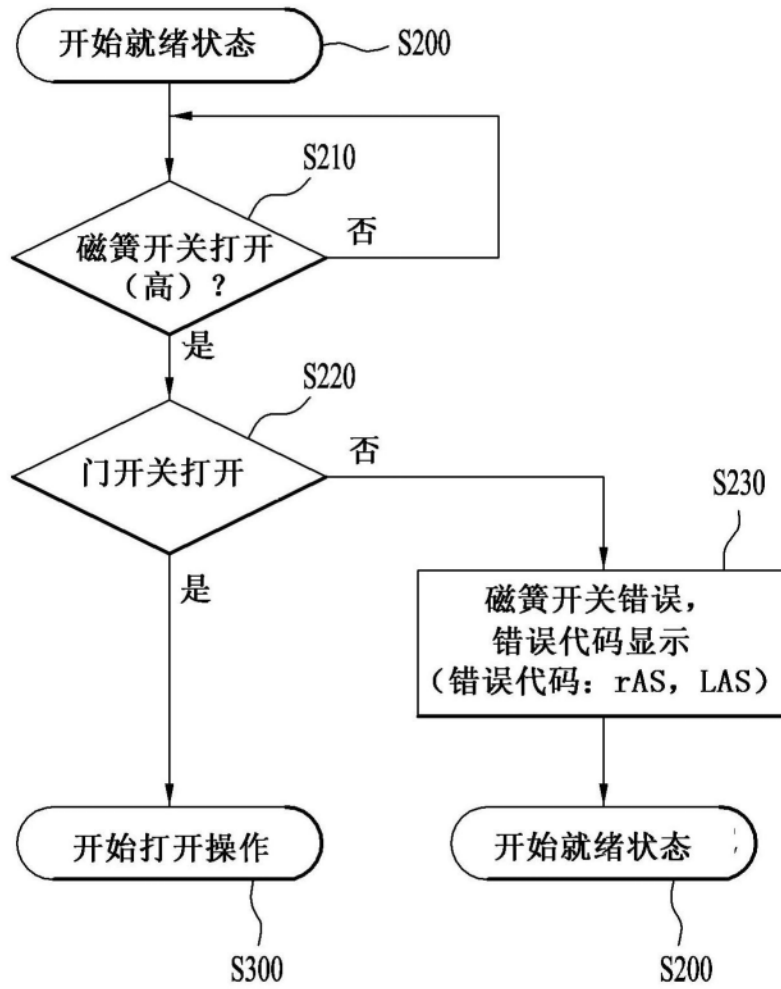 开始就绪状态
S200
S210
磁簧开关打开
（高）？
否
是
S220
门开关打开
否
S230
是
磁簧开关错误，
错误代码显示
（错误代码：rAS，LAS）
开始打开操作
开始就绪状态
S300
S200